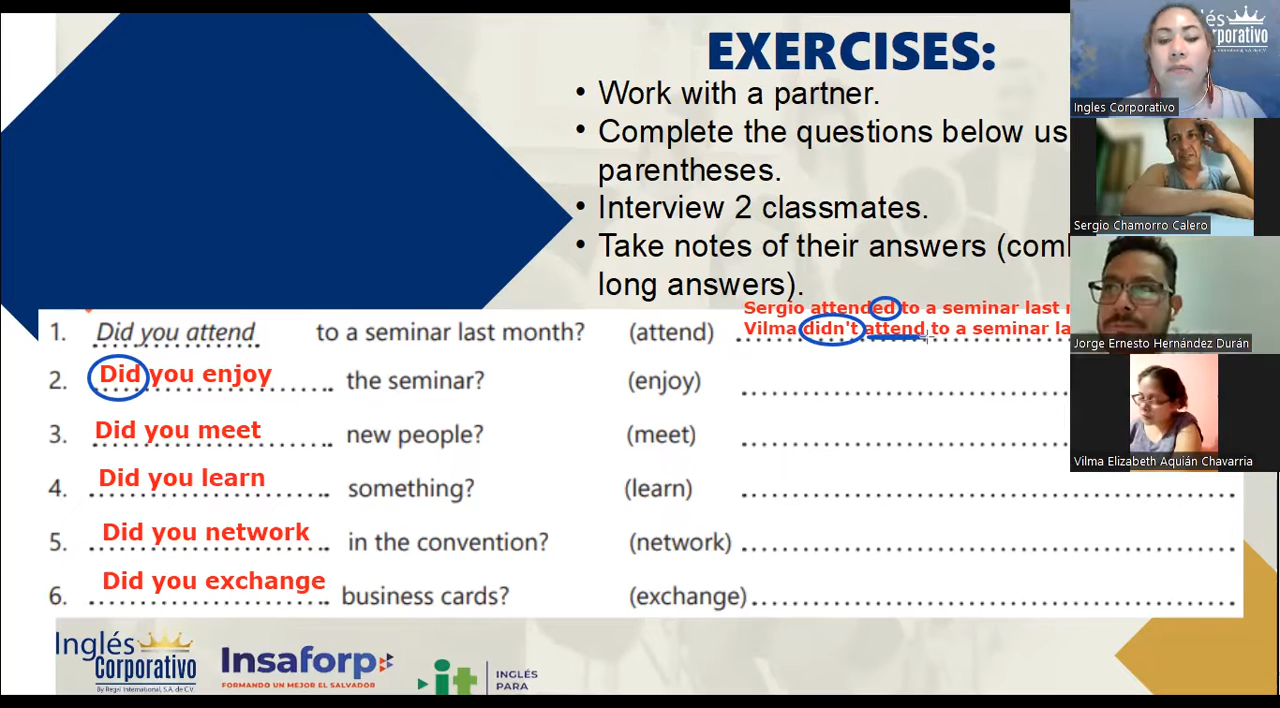 EXERCISES:
• Work with a partner.
• Complete the questions below us
parentheses.
• Interview 2 classmates.
• Take notes of their answers (com
long answers).
Sergio attended to a seminar last
1. Did you attend to a seminar last month? (attend) Vilma didn't attend to a seminar la
2. Did you enjoy the seminar? (enjoy)
3. Did you meet new people? (meet)
4. Did you learn something? (learn)
5. Did you network in the convention? (network)
6. Did you exchange business cards? (exchange)
Inglés
Corporativo
By Regal International, S.A. de C.V.
Insaforp
FORMANDO UN MEJOR EL SALVADOR
it
INGLÉS
PARA
és
rporativo
Ingles Corporativo
Sergio Chamorro Calero
Jorge Ernesto Hernández Durán
Vilma Elizabeth Aquián Chavarria